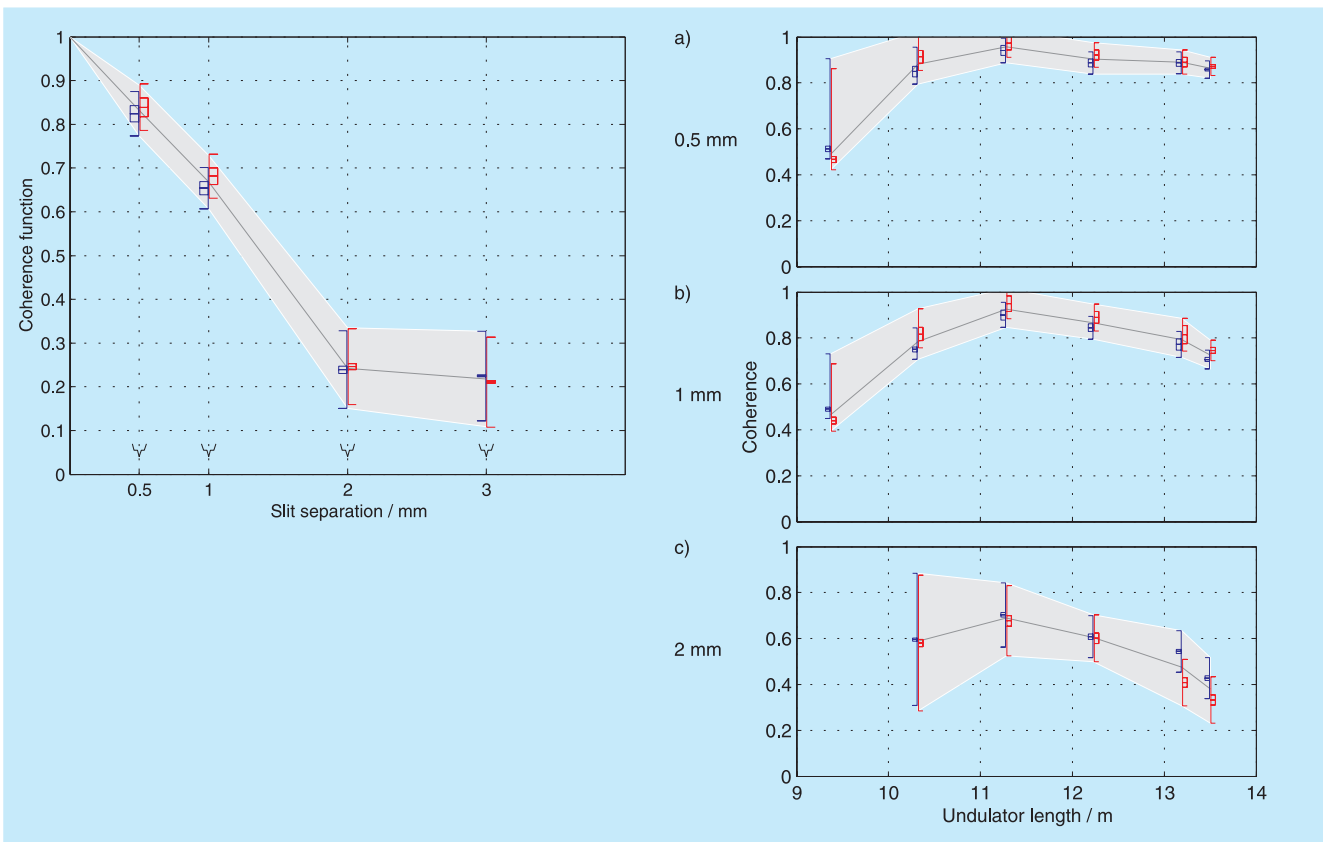 1
0.9
0.8
0.7
0.6
0.5
0.4
0.3
0.2
0.1
0
Coherence function
0.5 1 2 3
Slit separation / mm
a)
0.5 mm
1
0.8
0.6
0.4
0.2
0
b)
1 mm
1
0.8
0.6
0.4
0.2
0
Coherence
c)
2 mm
1
0.8
0.6
0.4
0.2
0
9 10 11 12 13 14
Undulator length / m